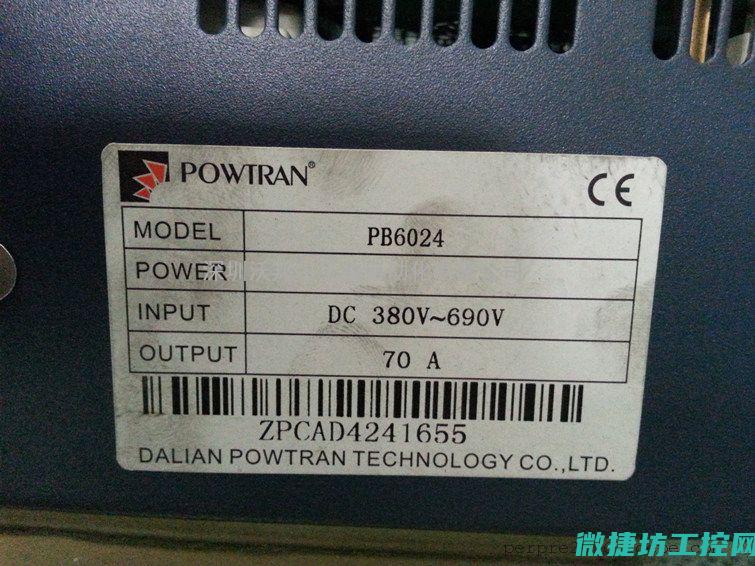 POWTRAN®
CE
MODEL PB6024
POWER
INPUT DC 380V~690V
OUTPUT 70 A
ZPCAD4241655
DALIAN POWTRAN TECHNOLOGY CO.,LTD.
微捷坊工控网